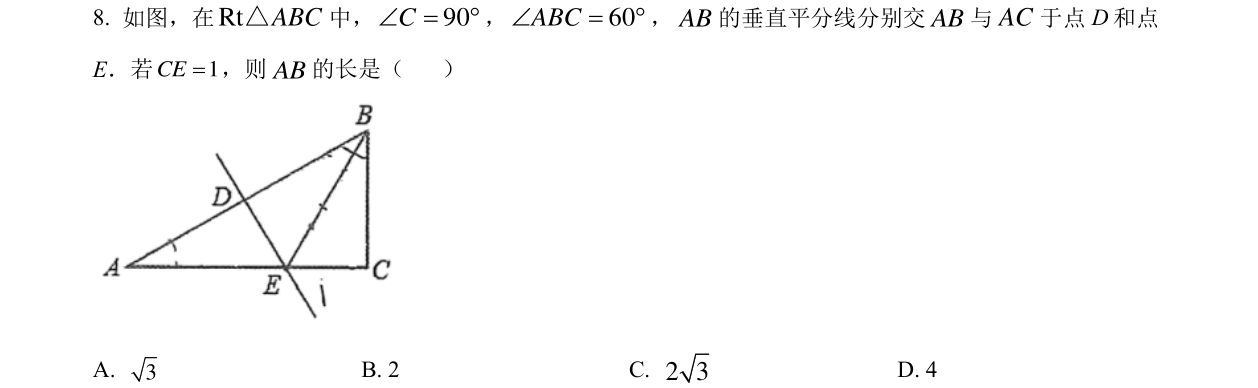 8. 如图，在Rt△ABC中，∠C=90°，∠ABC=60°，AB的垂直平分线分别交AB与AC于点D和点
E．若CE=1，则AB的长是（ ）
B
D
A
E
C
A. √3 B. 2 C. 2√3 D. 4